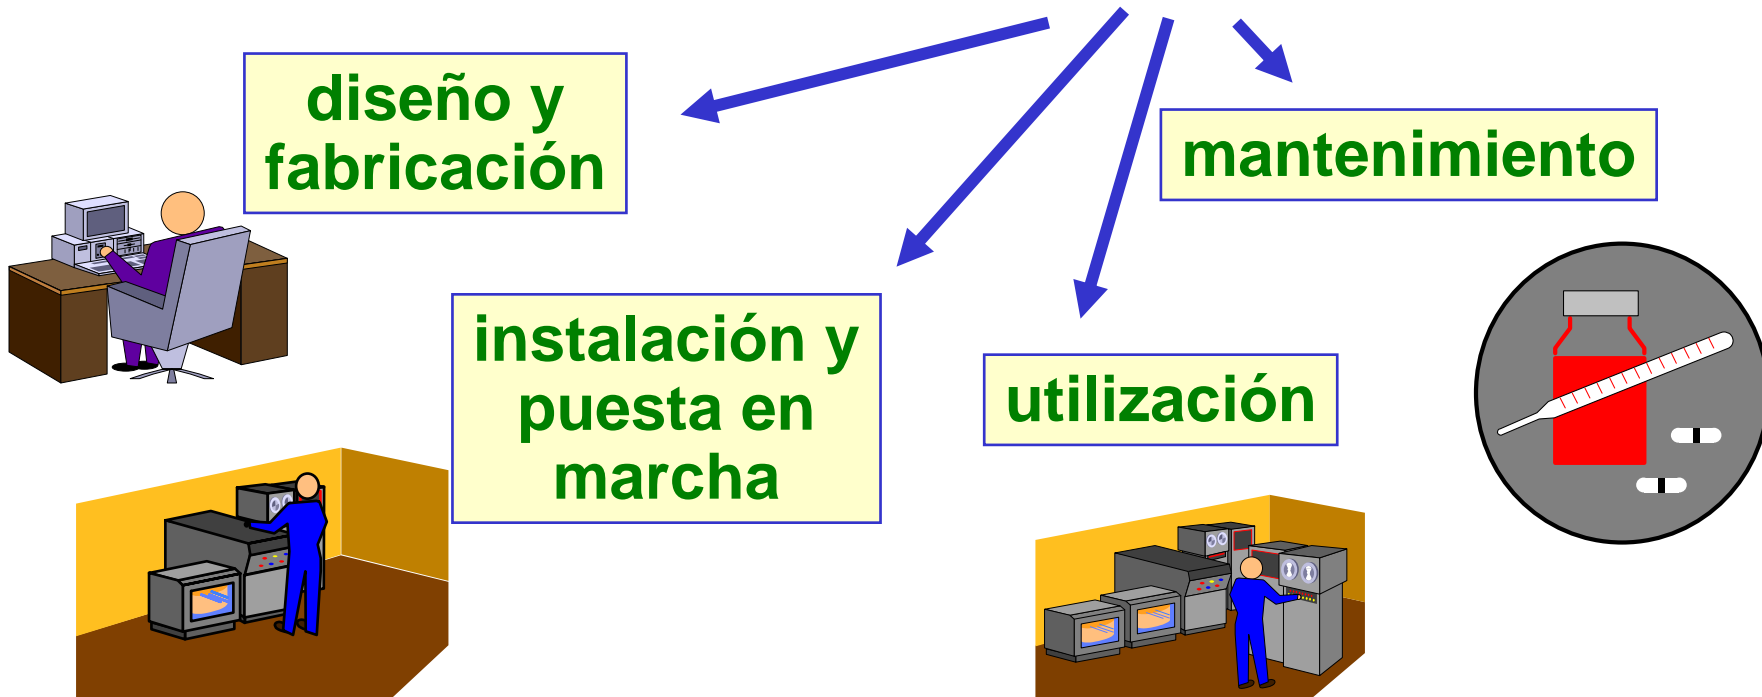 diseño y
fabricación
mantenimiento
instalación y
puesta en
marcha
utilización